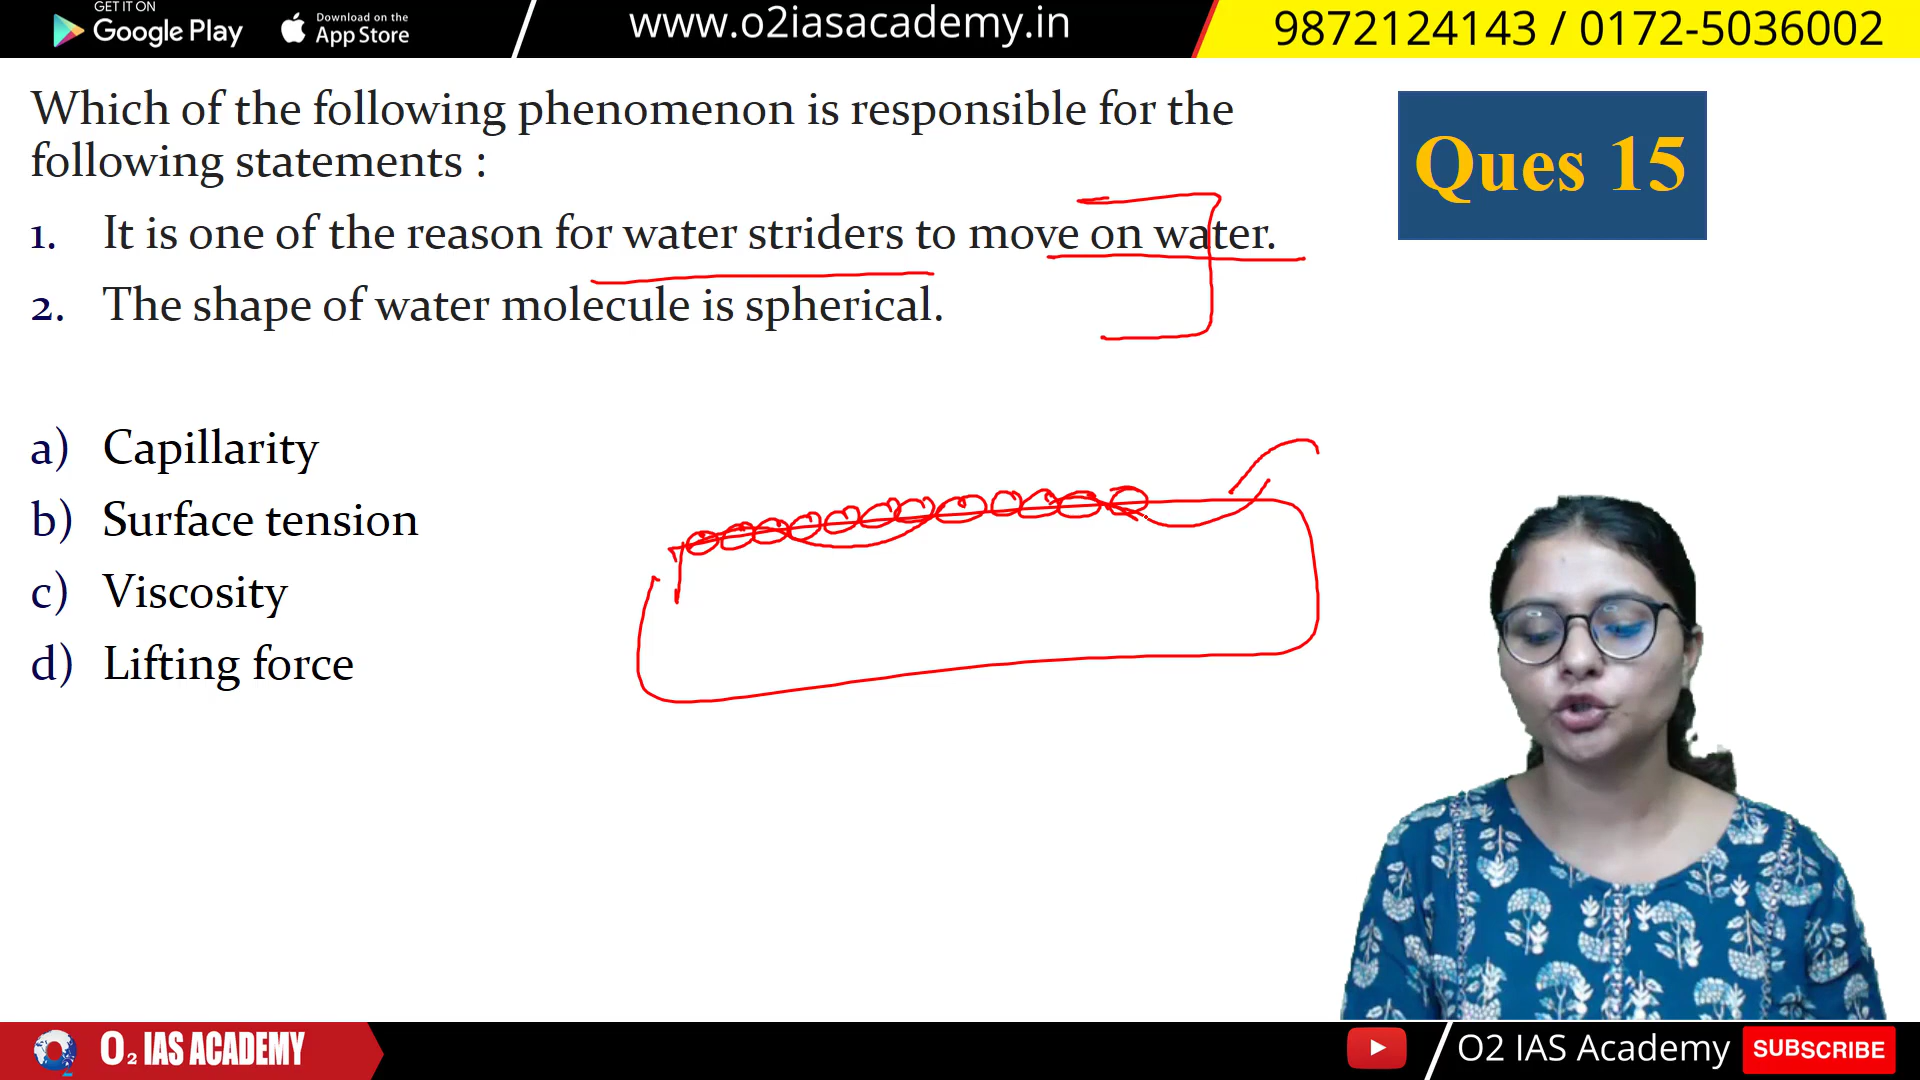 GET IT ON
Google Play
Download on the
App Store
www.o2iasacademy.in
9872124143 / 0172-5036002
Which of the following phenomenon is responsible for the
following statements :
Ques 15
1. It is one of the reason for water striders to move on water.
2. The shape of water molecule is spherical.
a) Capillarity
b) Surface tension
c) Viscosity
d) Lifting force
O2 IAS ACADEMY
O2 IAS Academy
SUBSCRIBE